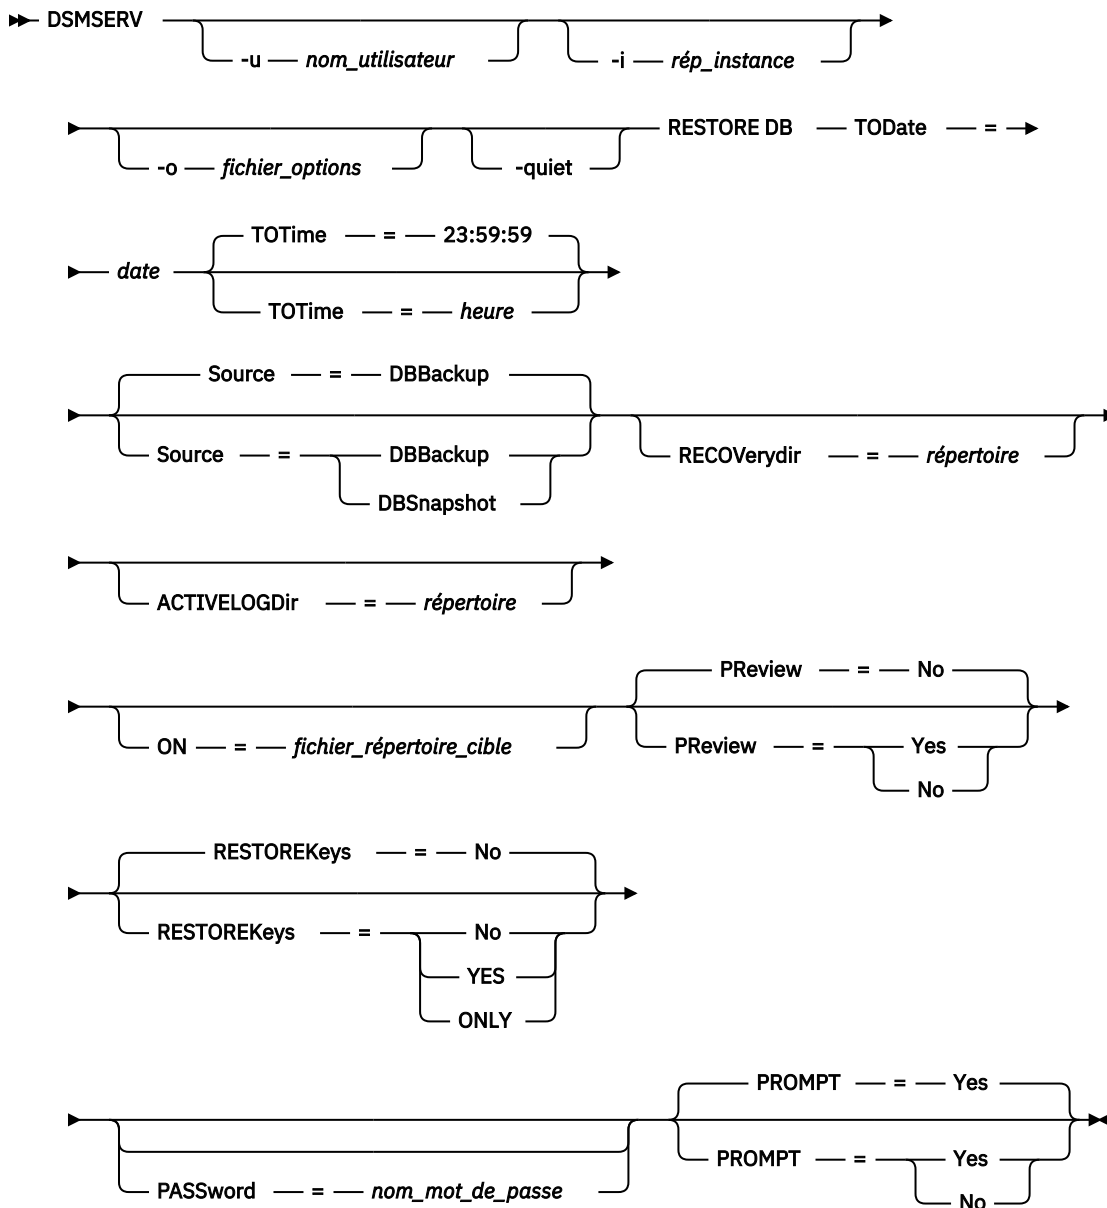 DSMSERV
-u nom_utilisateur -i rép_instance
-o fichier_options -quiet RESTORE DB TODate =
date TOTime = 23:59:59
TOTime = heure
Source = DBBackup
Source = DBBackup
DBSnapshot
RECOVerydir = répertoire
ACTIVELOGDir = répertoire
ON = fichier_répertoire_cible
PReview = No
PReview = Yes
No
RESTOREKeys = No
RESTOREKeys = No
YES
ONLY
PASSword = nom_mot_de_passe
PROMPT = Yes
PROMPT = Yes
No